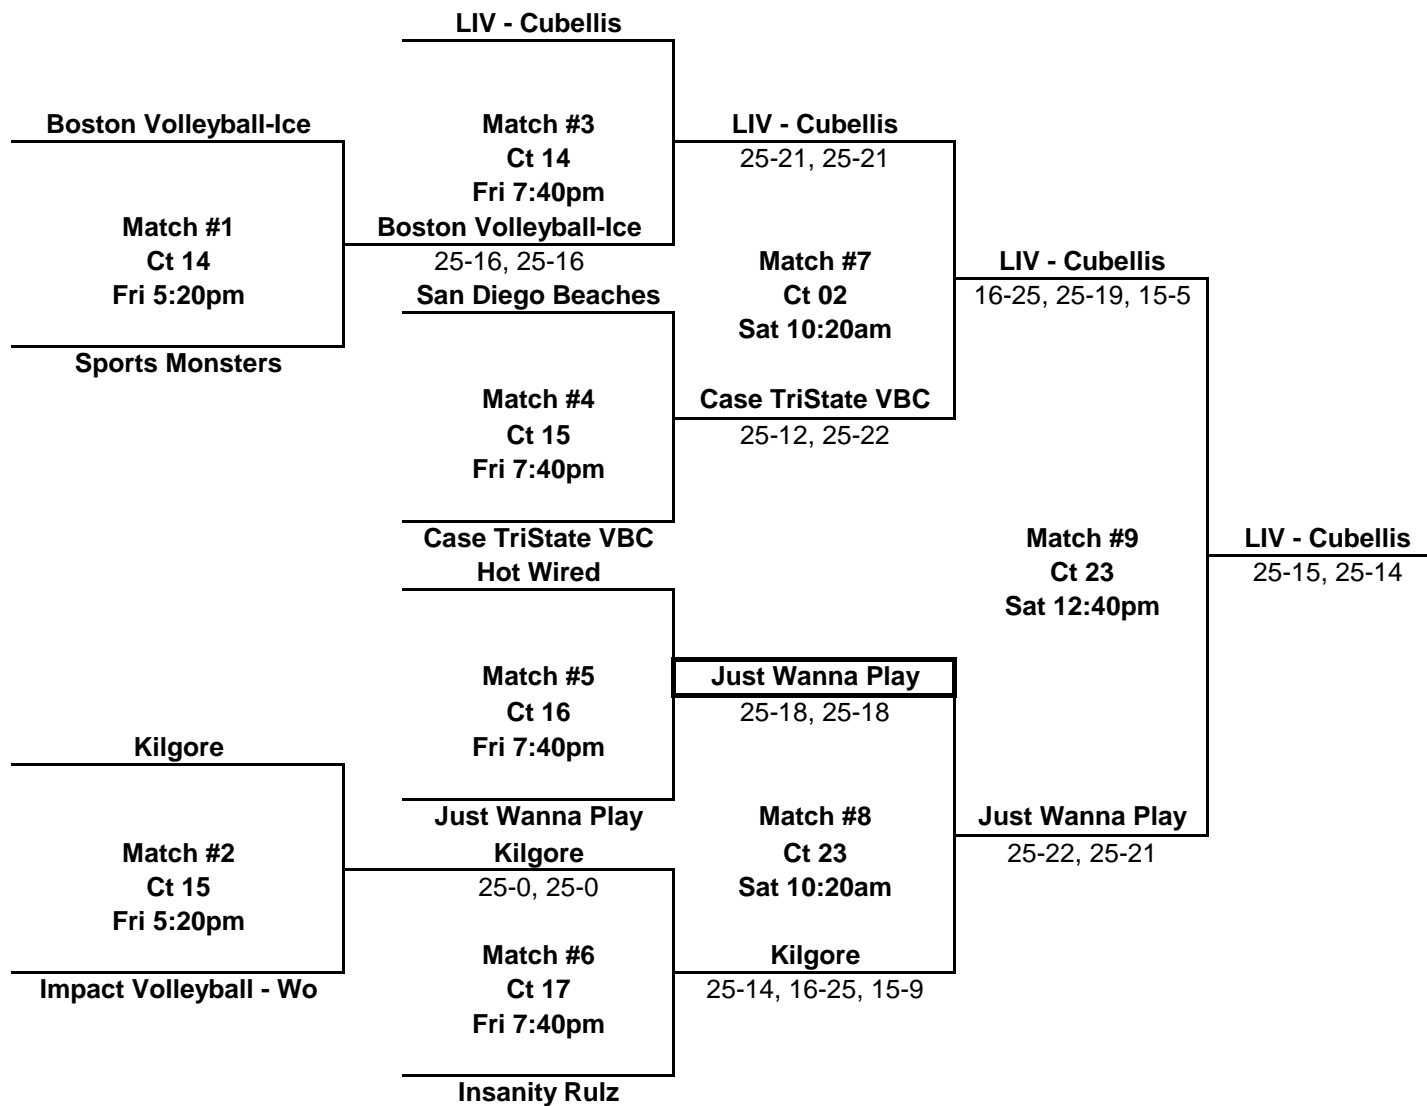 LIV - Cubellis
Boston Volleyball-Ice
Match #3
LIV - Cubellis
Ct 14
25-21, 25-21
Fri 7:40pm
Match #1
Boston Volleyball-Ice
Ct 14
25-16, 25-16
Match #7
LIV - Cubellis
Fri 5:20pm
San Diego Beaches
Ct 02
16-25, 25-19, 15-5
Sat 10:20am
Sports Monsters
Match #4
Case TriState VBC
Ct 15
25-12, 25-22
Fri 7:40pm
Case TriState VBC
Match #9
LIV - Cubellis
Hot Wired
Ct 23
25-15, 25-14
Sat 12:40pm
Match #5
Just Wanna Play
Ct 16
25-18, 25-18
Kilgore
Fri 7:40pm
Just Wanna Play
Match #8
Just Wanna Play
Match #2
Kilgore
Ct 23
25-22, 25-21
Ct 15
25-0, 25-0
Sat 10:20am
Fri 5:20pm
Match #6
Kilgore
Impact Volleyball - Wo
Ct 17
25-14, 16-25, 15-9
Fri 7:40pm
Insanity Rulz